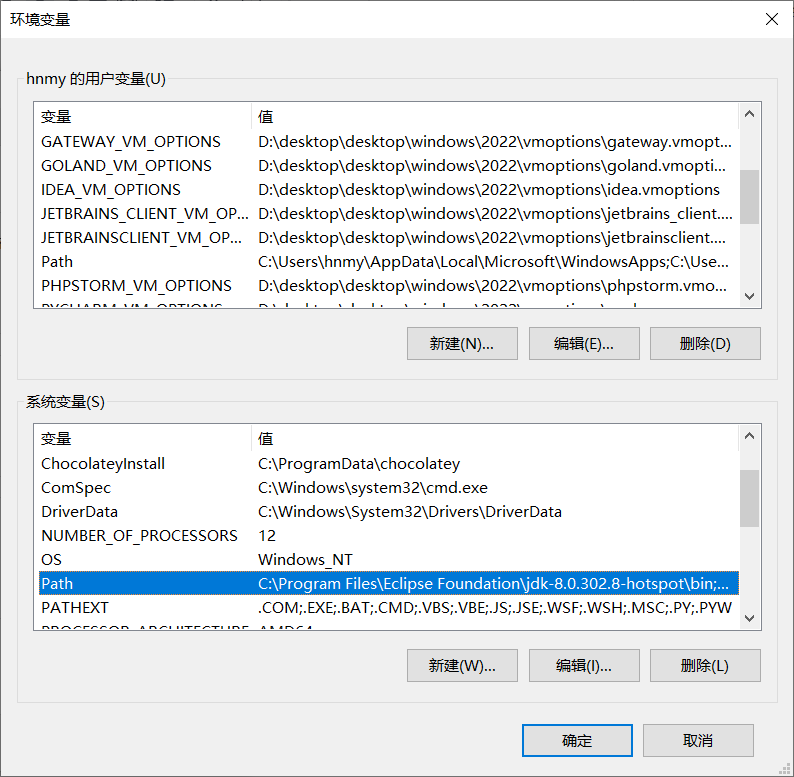 环境变量
hnmy 的用户变量(U)
变量 值
GATEWAY_VM_OPTIONS D:\desktop\desktop\windows\2022\vmoptions\gateway.vmopt...
GOLAND_VM_OPTIONS D:\desktop\desktop\windows\2022\vmoptions\goland.vmopti...
IDEA_VM_OPTIONS D:\desktop\desktop\windows\2022\vmoptions\idea.vmoptions
JETBRAINS_CLIENT_VM_OP... D:\desktop\desktop\windows\2022\vmoptions\jetbrains_client....
JETBRAINSCLIENT_VM_OP... D:\desktop\desktop\windows\2022\vmoptions\jetbrainsclient....
Path C:\Users\hnmy\AppData\Local\Microsoft\WindowsApps;C:\Use...
PHPSTORM_VM_OPTIONS D:\desktop\desktop\windows\2022\vmoptions\phpstorm.vmo...
PYCHARM_VM_OPTIONS
新建(N)... 编辑(E)... 删除(D)
系统变量(S)
变量 值
ChocolateyInstall C:\ProgramData\chocolatey
ComSpec C:\Windows\system32\cmd.exe
DriverData C:\Windows\System32\Drivers\DriverData
NUMBER_OF_PROCESSORS 12
OS Windows_NT
Path C:\Program Files\Eclipse Foundation\jdk-8.0.302.8-hotspot\bin;...
PATHEXT .COM;.EXE;.BAT;.CMD;.VBS;.VBE;.JS;.JSE;.WSF;.WSH;.MSC;.PY;.PYW
PROCESSOR_ARCHITECTURE AMD64
新建(W)... 编辑(I)... 删除(L)
确定 取消